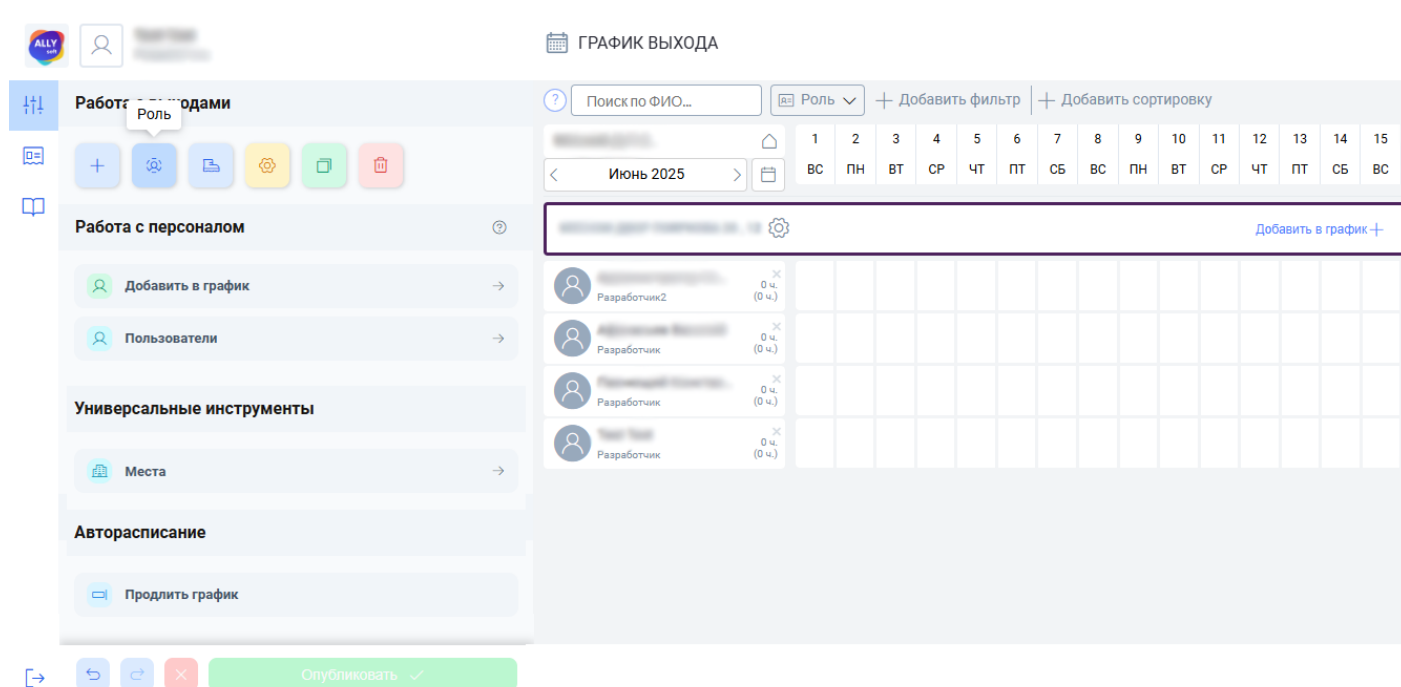 ALLY
soft
ГРАФИК ВЫХОДА
Работа с выходами
Роль
Работа с персоналом
Добавить в график
Пользователи
Универсальные инструменты
Места
Авторасписание
Продлить график
Опубликовать
Поиск по ФИО...
Роль
Добавить фильтр
Добавить сортировку
1 2 3 4 5 6 7 8 9 10 11 12 13 14 15
Июнь 2025
ВС ПН ВТ СР ЧТ ПТ СБ ВС ПН ВТ СР ЧТ ПТ СБ ВС
Добавить в график
0 ч.
Разработчик2 (0 ч.)
0 ч.
Разработчик (0 ч.)
0 ч.
Разработчик (0 ч.)
0 ч.
Разработчик (0 ч.)